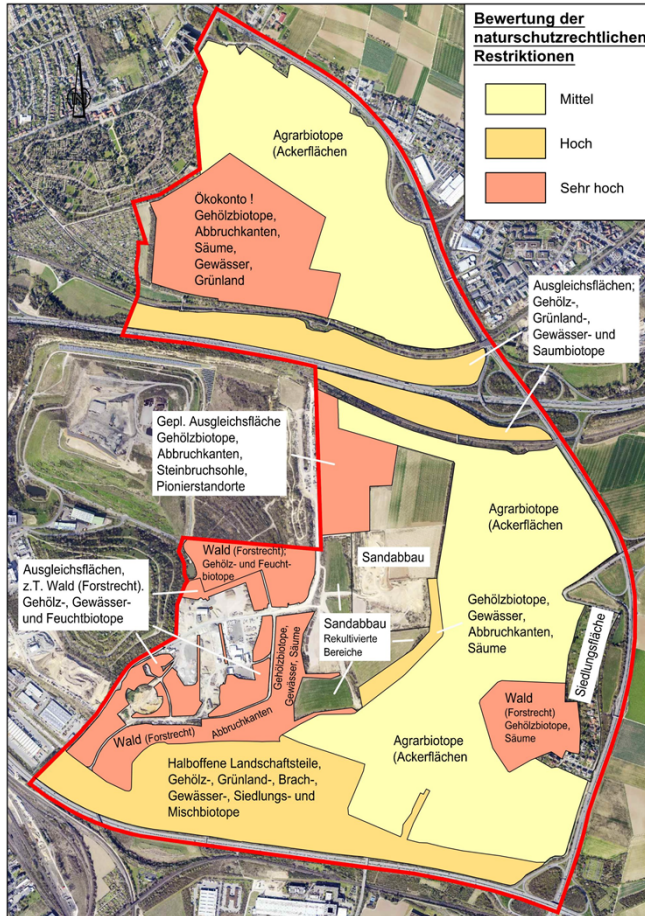 Bewertung der
naturschutzrechtlichen
Restriktionen
Mittel
Hoch
Sehr hoch
N
Agrarbiotope
(Ackerflächen
Ökokonto !
Gehölzbiotope,
Abbruchkanten,
Säume,
Gewässer,
Grünland
Ausgleichsflächen;
Gehölz-,
Grünland-,
Gewässer- und
Saumbiotope
Gepl. Ausgleichsfläche
Gehölzbiotope,
Abbruchkanten,
Steinbruchsohle,
Pionierstandorte
Agrarbiotope
(Ackerflächen
Wald (Forstrecht);
Gehölz- und Feucht-
biotope
Sandabbau
Ausgleichsflächen,
z.T. Wald (Forstrecht).
Gehölz-, Gewässer-
und Feuchtbiotope
Gehölzbiotope,
Gewässer,
Abbruchkanten,
Säume
Sandabbau
Rekultivierte
Bereiche
Siedlungsfläche
Gehölzbiotope,
Gewässer, Säume
Wald
(Forstrecht)
Gehölzbiotope,
Säume
Wald (Forstrecht)
Abbruchkanten
Agrarbiotope
(Ackerflächen
Halboffene Landschaftsteile,
Gehölz-, Grünland-, Brach-,
Gewässer-, Siedlungs- und
Mischbiotope